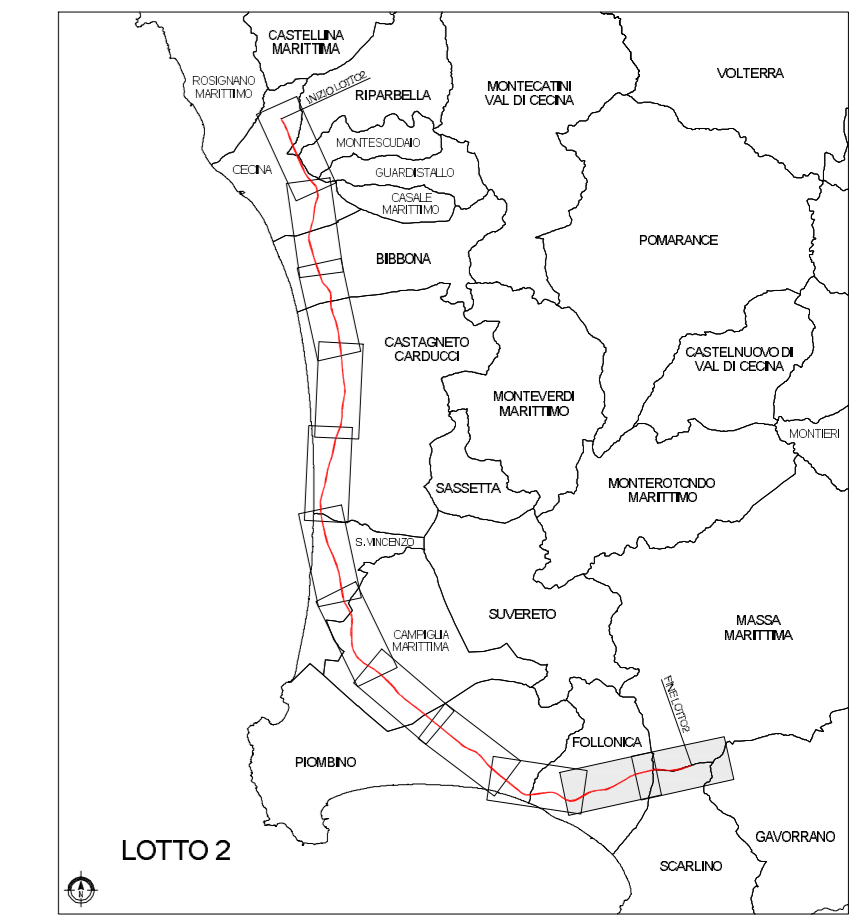 CASTELLINA
MARITTIMA
VOLTERRA
ROSIGNANO
MARITTIMO
INIZIO LOTTO2
RIPARBELLA
MONTECATINI
VAL DI CECINA
MONTESCUDAIO
CECINA
GUARDISTALLO
CASALE
MARITTIMO
POMARANCE
BIBBONA
CASTAGNETO
CARDUCCI
CASTELNUOVO DI
VAL DI CECINA
MONTEVERDI
MARITTIMO
MONTIERI
SASSETTA
MONTEROTONDO
MARITTIMO
S. VINCENZO
SUVERETO
MASSA
MARITTIMA
CAMPIGLIA
MARITTIMA
FINE LOTTO2
FOLLONICA
PIOMBINO
GAVORRANO
LOTTO 2
SCARLINO
N